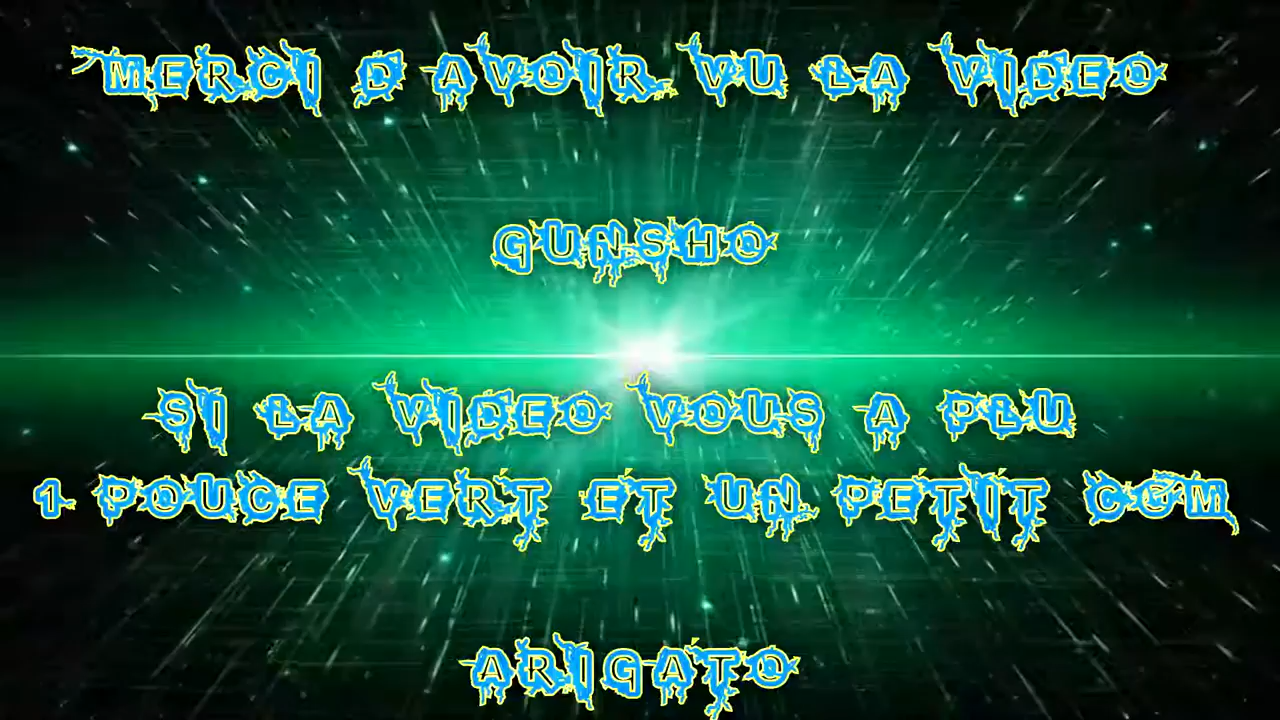 MERCI D AVOIR VU LA VIDEO
GUNSHO
SI LA VIDEO VOUS A PLU
1 POUCE VERT ET UN PETIT COM
ARIGATO